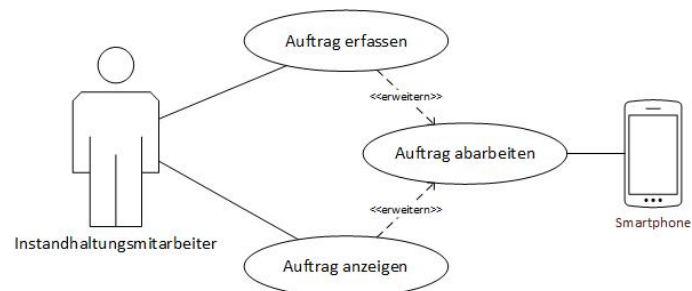 Auftrag erfassen
<<erweitern>>
Auftrag abarbeiten
<<erweitern>>
Smartphone
Instandhaltungsmitarbeiter
Auftrag anzeigen